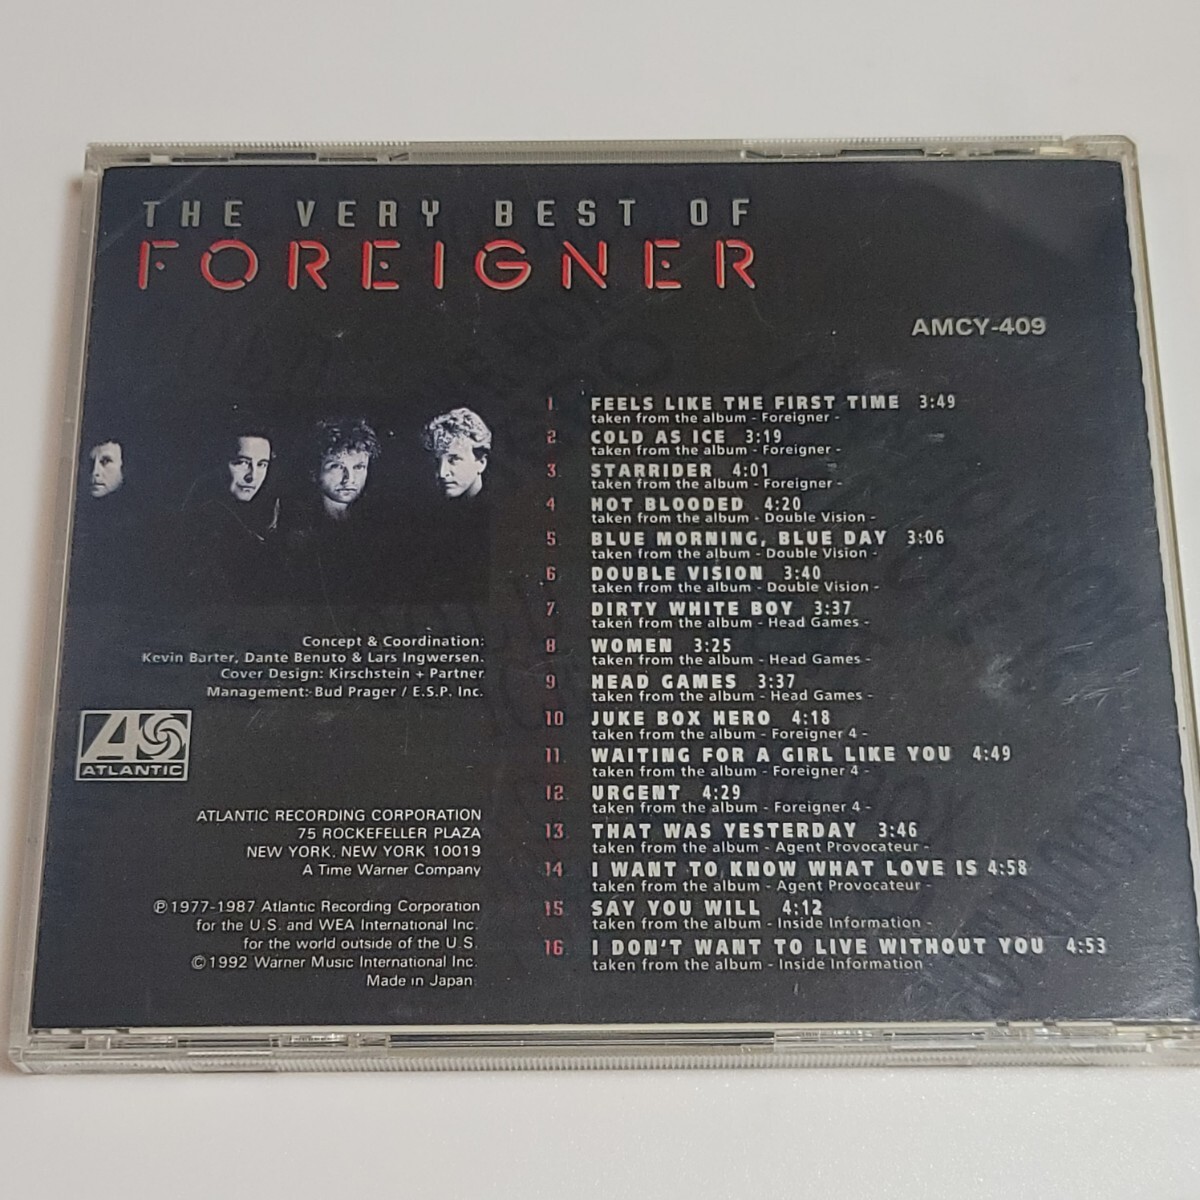 THE VERY BEST OF
FOREIGNER
AMCY-409
1. FEELS LIKE THE FIRST TIME 3:49
taken from the album - Foreigner -
2. COLD AS ICE 3:19
taken from the album - Foreigner -
3. STARRIDER 4:01
taken from the album - Foreigner -
4 HOT BLOODED 4:20
taken from the album - Double Vision -
5. BLUE MORNING, BLUE DAY 3:06
taken from the album - Double Vision -
6. DOUBLE VISION 3:40
taken from the album - Double Vision -
7. DIRTY WHITE BOY 3:37
taken from the album - Head Games -
8 WOMEN 3:25
taken from the album - Head Games -
9. HEAD GAMES 3:37
taken from the album - Head Games -
10 JUKE BOX HERO 4:18
taken from the album - Foreigner 4 -
11. WAITING FOR A GIRL LIKE YOU 4:49
taken from the album - Foreigner 4 -
12. URGENT 4:29
taken from the album - Foreigner 4 -
13. THAT WAS YESTERDAY 3:46
taken from the album - Agent Provocateur -
14 I WANT TO KNOW WHAT LOVE IS 4:58
taken from the album - Agent Provocateur -
15. SAY YOU WILL 4:12
taken from the album - Inside Information -
16. I DON'T WANT TO LIVE WITHOUT YOU 4:53
taken from the album - Inside Information -
Concept & Coordination:
Kevin Barter, Dante Benuto & Lars Ingwersen.
Cover Design: Kirschstein + Partner
Management: Bud Prager / E.S.P. Inc.
ATLANTIC
ATLANTIC RECORDING CORPORATION
75 ROCKEFELLER PLAZA
NEW YORK, NEW YORK 10019
A Time Warner Company
℗ 1977-1987 Atlantic Recording Corporation
for the U.S. and WEA International Inc.
for the world outside of the U.S.
© 1992 Warner Music International Inc.
Made in Japan